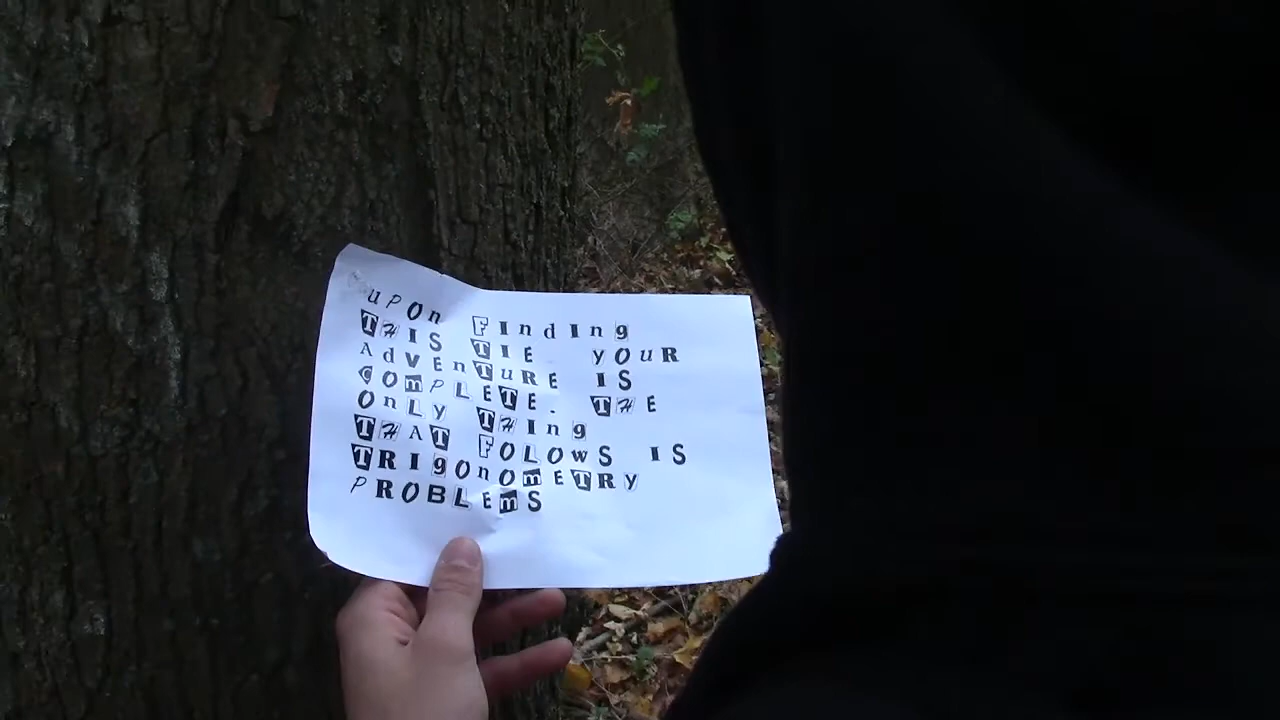 uPOn FIndIng
THIS TIE yOuR
AdVEnTuRE IS
COmPLETE. THE
OnLy THIng
THAT FOLOwS IS
TRIgOnOmETRy
PROBLEmS